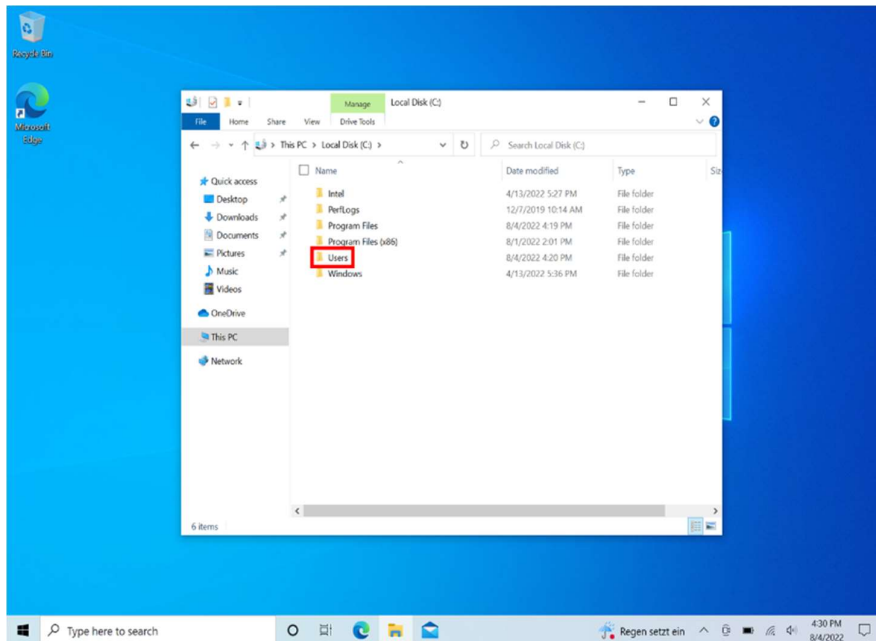 Recycle Bin
Microsoft
Edge
Manage
Local Disk (C:)
File
Home
Share
View
Drive Tools
This PC > Local Disk (C:) >
Search Local Disk (C:)
Name
Date modified
Type
Siz
Quick access
Desktop
Downloads
Documents
Pictures
Music
Videos
OneDrive
This PC
Network
Intel 4/13/2022 5:27 PM File folder
PerfLogs 12/7/2019 10:14 AM File folder
Program Files 8/4/2022 4:19 PM File folder
Program Files (x86) 8/1/2022 2:01 PM File folder
Users 8/4/2022 4:20 PM File folder
Windows 4/13/2022 5:36 PM File folder
6 items
Type here to search
Regen setzt ein
4:30 PM
8/4/2022